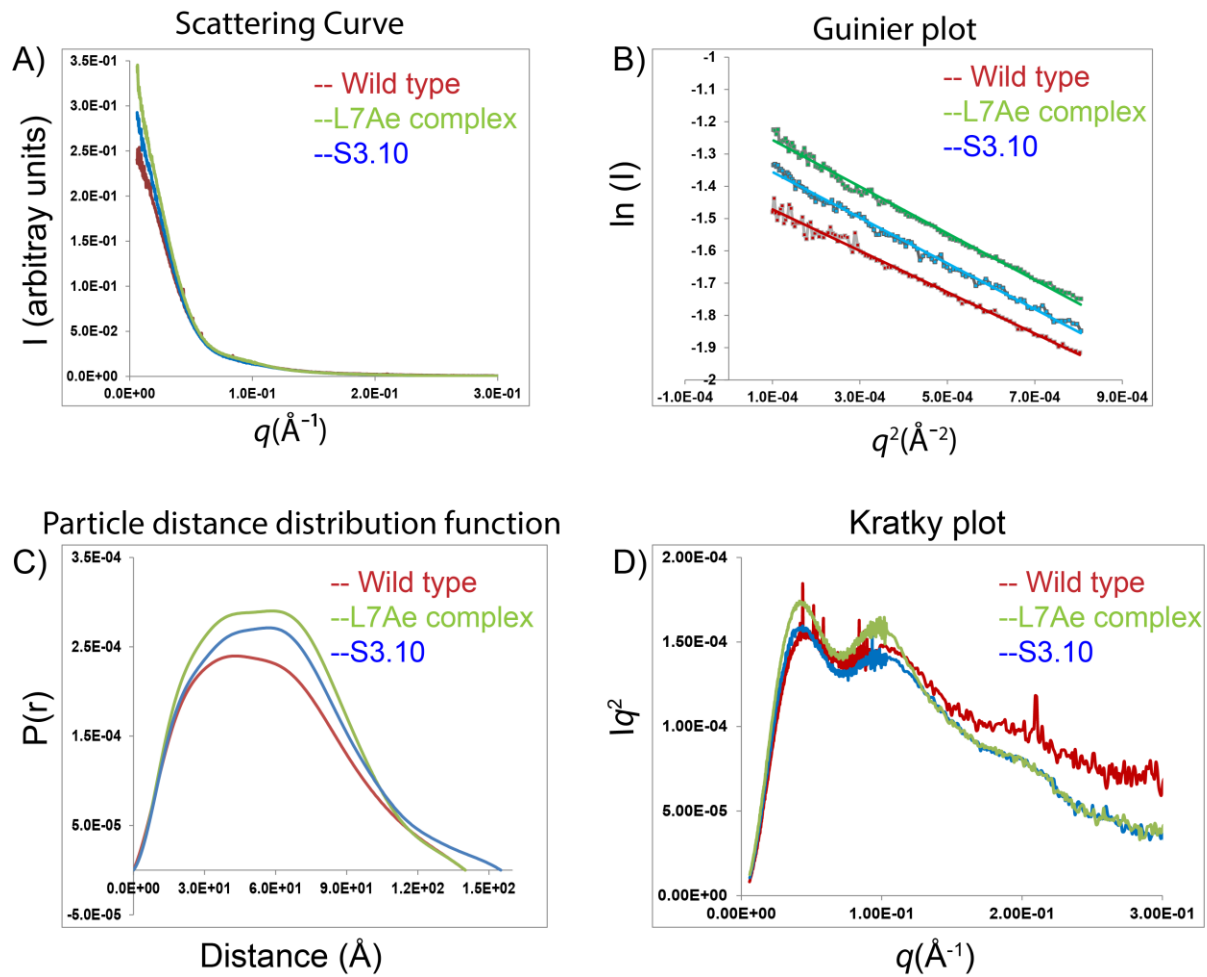 Scattering Curve
A)
3.5E-01
3.0E-01
2.5E-01
2.0E-01
1.5E-01
1.0E-01
5.0E-02
0.0E+00
I (arbitray units)
-- Wild type
--L7Ae complex
--S3.10
0.0E+00 1.0E-01 2.0E-01 3.0E-01
q(Å⁻¹)
Guinier plot
B)
-1
-1.1
-1.2
-1.3
-1.4
-1.5
-1.6
-1.7
-1.8
-1.9
-2
ln (I)
-- Wild type
--L7Ae complex
--S3.10
-1.0E-04 1.0E-04 3.0E-04 5.0E-04 7.0E-04 9.0E-04
q²(Å⁻²)
Particle distance distribution function
C)
3.5E-04
2.5E-04
1.5E-04
5.0E-05
-5.0E-05
P(r)
-- Wild type
--L7Ae complex
--S3.10
0.0E+00 3.0E+01 6.0E+01 9.0E+01 1.2E+02 1.5E+02
Distance (Å)
Kratky plot
D)
2.00E-04
1.50E-04
1.00E-04
5.00E-05
0.00E+00
Iq²
-- Wild type
--L7Ae complex
--S3.10
0.00E+00 1.00E-01 2.00E-01 3.00E-01
q(Å⁻¹)